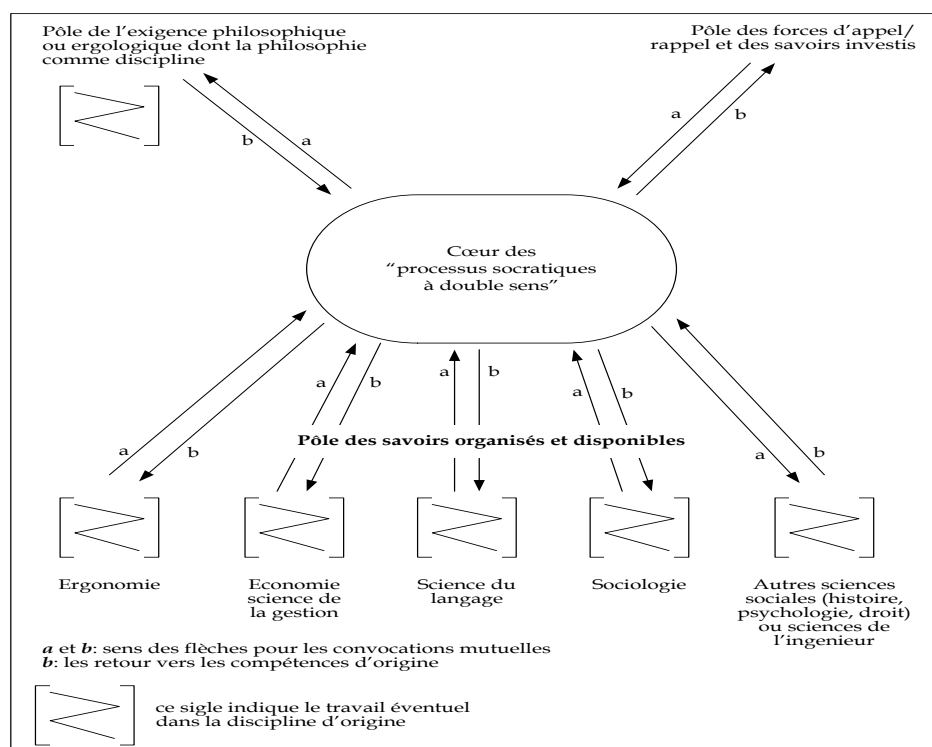 Pôle de l'exigence philosophique
ou ergologique dont la philosophie
comme discipline
Pôle des forces d'appel/
rappel et des savoirs investis
b
a
a
b
Cœur des
"processus socratiques
à double sens"
a
b
a
b
a
b
a
b
a
b
Pôle des savoirs organisés et disponibles
Ergonomie
Economie
science de
la gestion
Science du
langage
Sociologie
Autres sciences
sociales (histoire,
psychologie, droit)
ou sciences de
l'ingenieur
a et b: sens des flèches pour les convocations mutuelles
b: les retour vers les compétences d'origine
ce sigle indique le travail éventuel
dans la discipline d'origine